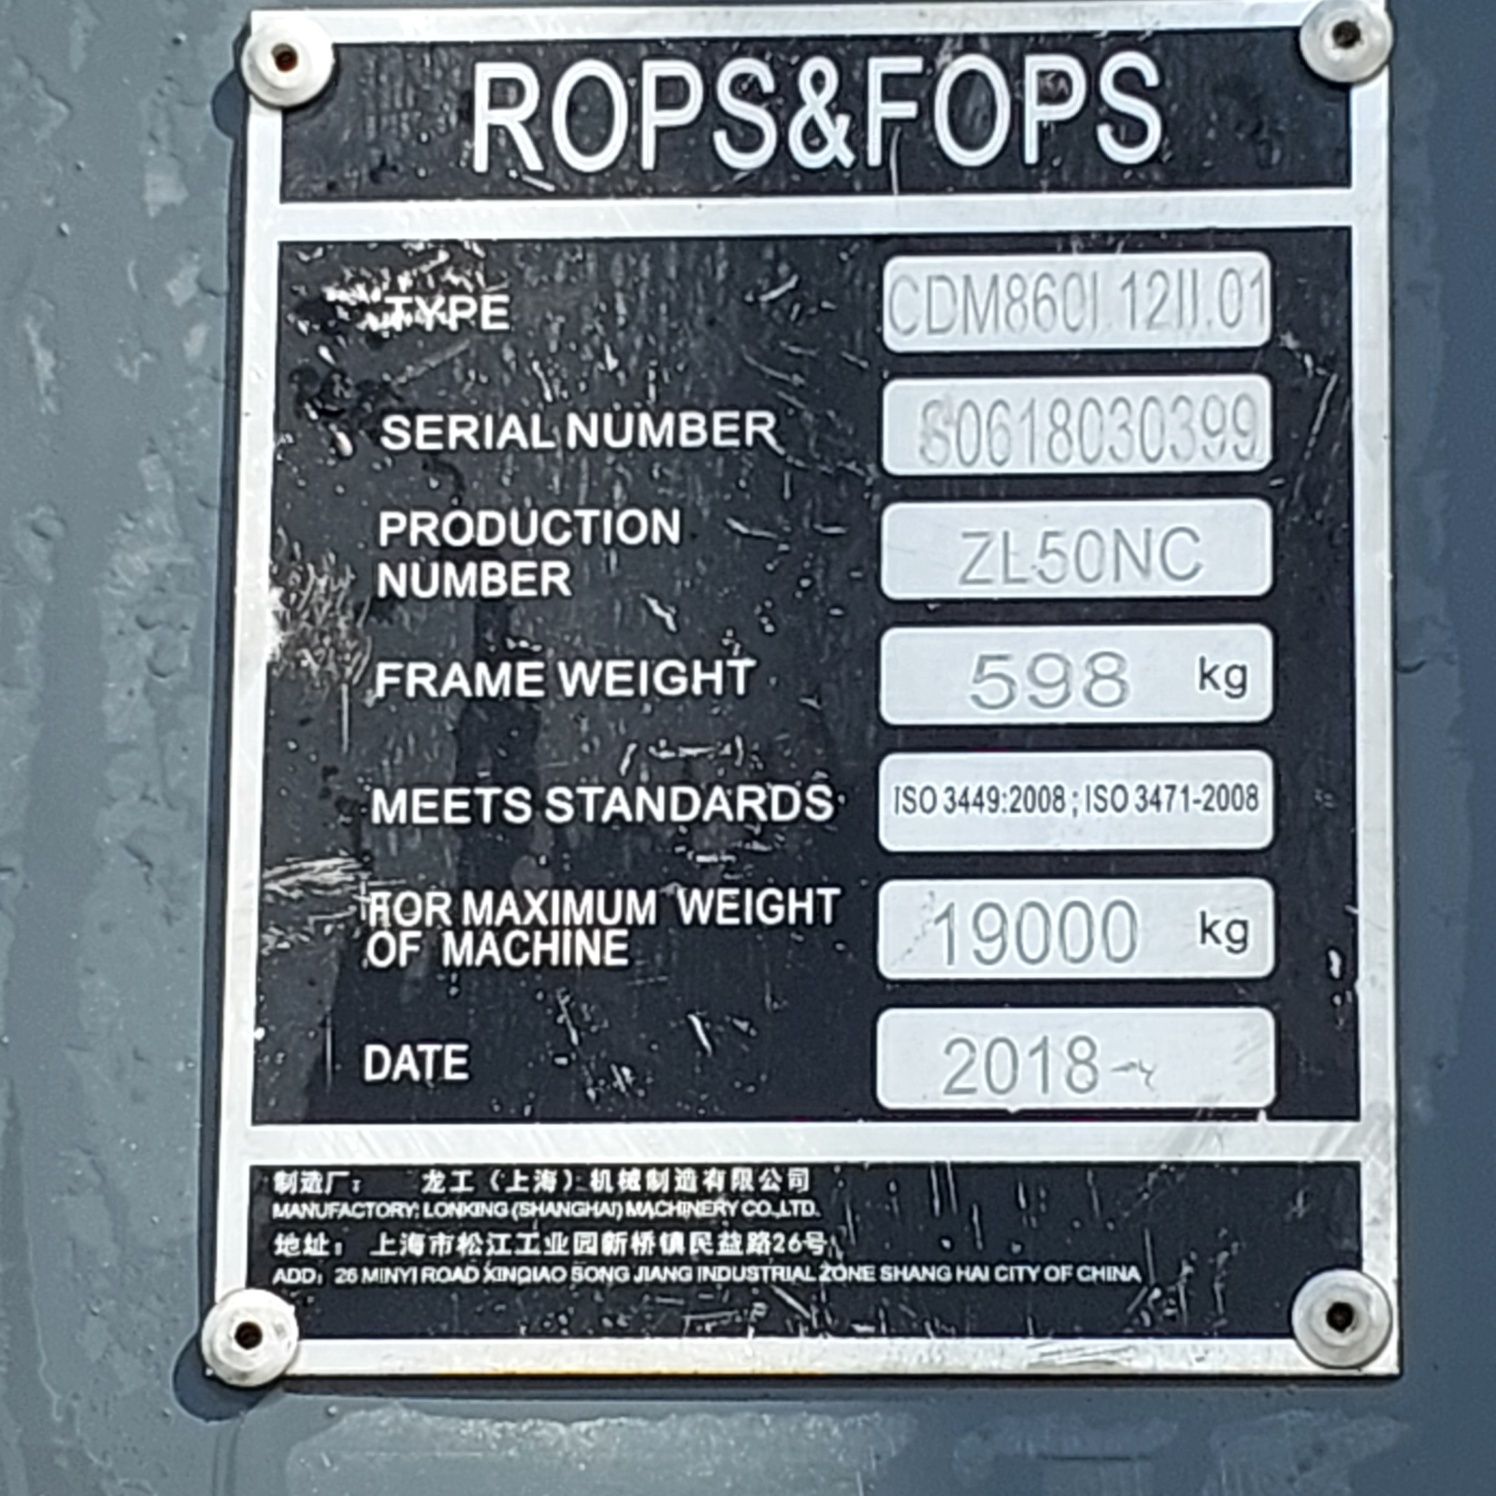 ROPS&FOPS
TYPE CDM860I.12II.01
SERIAL NUMBER S0618030399
PRODUCTION
NUMBER ZL50NC
FRAME WEIGHT 598 kg
MEETS STANDARDS ISO 3449:2008 ; ISO 3471-2008
FOR MAXIMUM WEIGHT
OF MACHINE 19000 kg
DATE 2018-
制造厂： 龙工（上海）机械制造有限公司
MANUFACTORY: LONKING (SHANGHAI) MACHINERY CO.,LTD.
地址： 上海市松江工业园新桥镇民益路26号
ADD: 26 MINYI ROAD XINQIAO SONG JIANG INDUSTRIAL ZONE SHANG HAI CITY OF CHINA